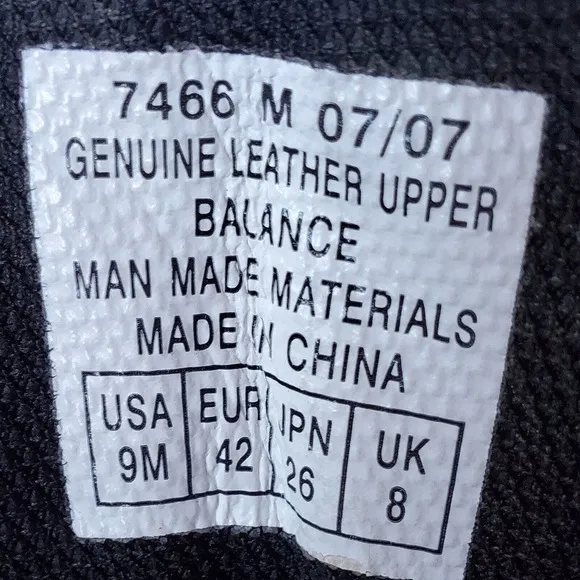 7466 M 07/07
GENUINE LEATHER UPPER
BALANCE
MAN MADE MATERIALS
MADE IN CHINA
USA EUR JPN UK
9M 42 26 8